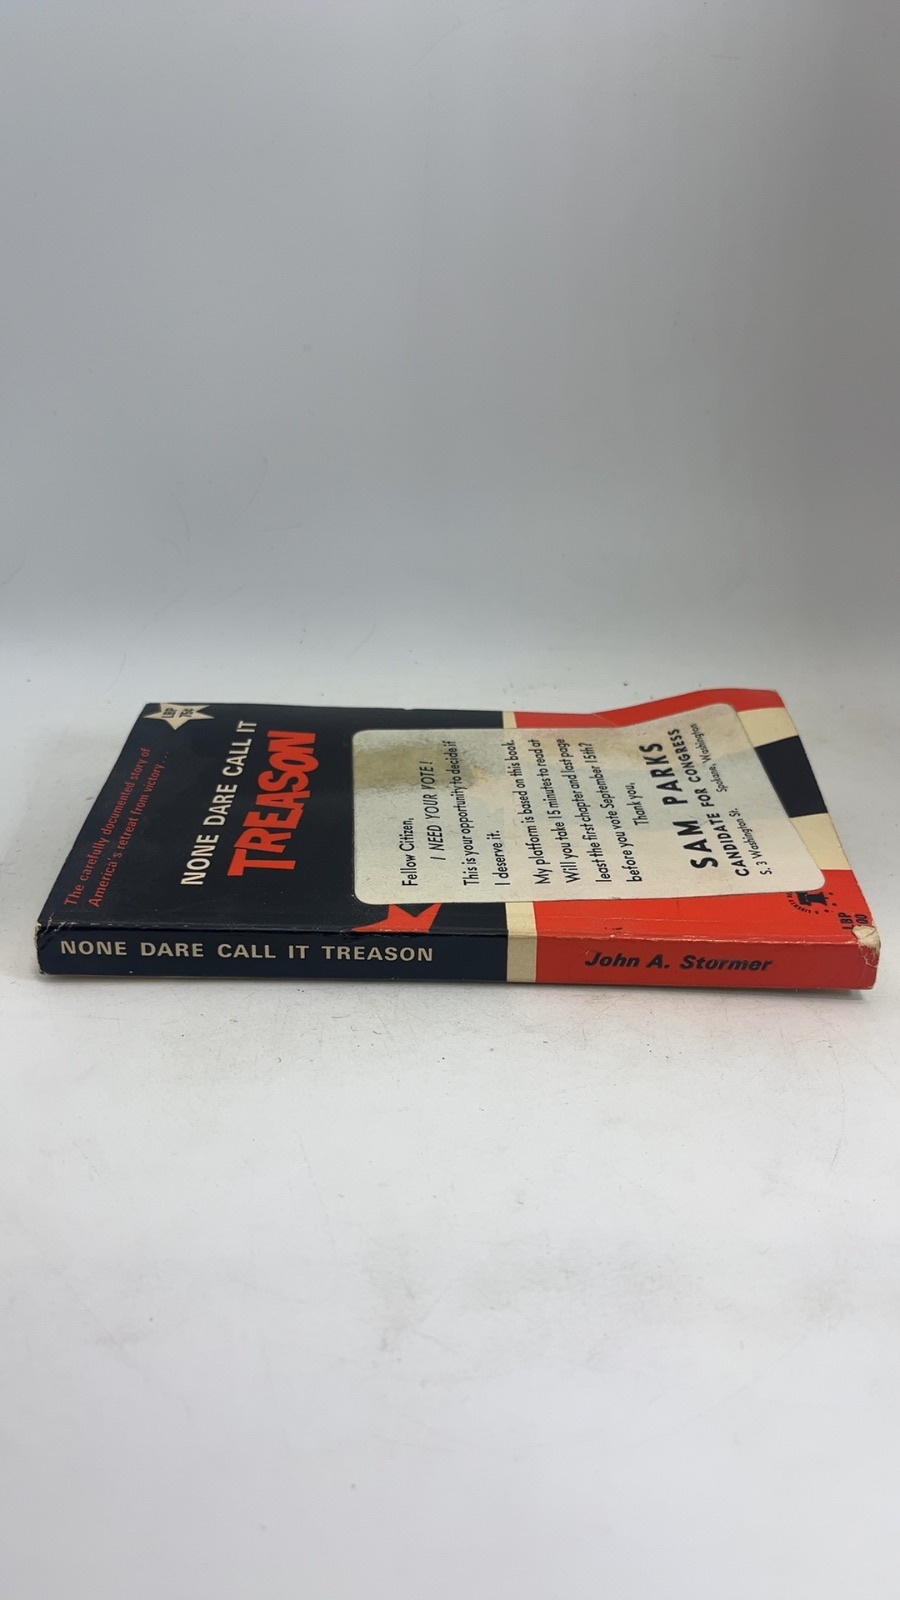 The carefully documented story of
America's retreat from victory . . .
LBP
75¢
NONE DARE CALL IT
TREASON
Fellow Citizen,
I NEED YOUR VOTE!
This is your opportunity to decide if
I deserve it.
My platform is based on this book.
Will you take 15 minutes to read at
least the first chapter and last page
before you vote September 15th?
Thank you,
SAM PARKS
CANDIDATE FOR CONGRESS
S. 3 Washington St. Spokane, Washington
LBP
NONE DARE CALL IT TREASON
John A. Stormer